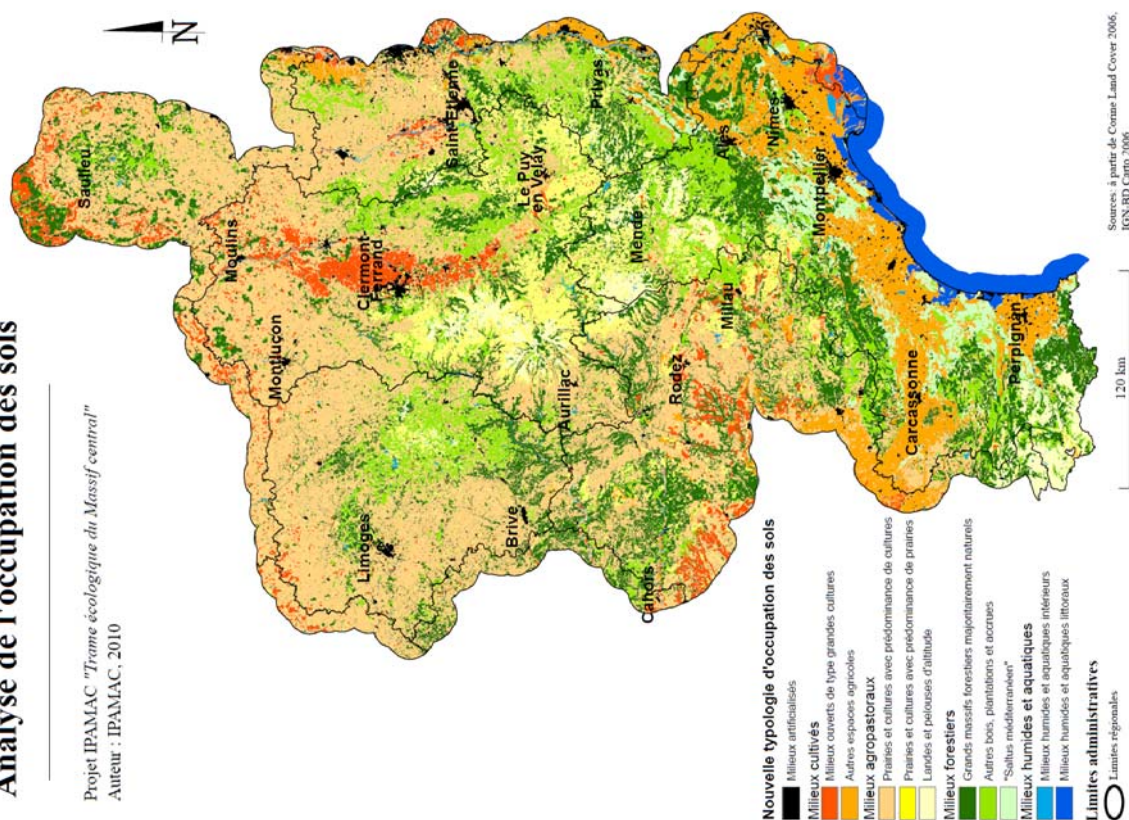 Analyse de l'occupation des sols
Projet IPAMAC "Trame écologique du Massif central"
Auteur : IPAMAC, 2010
N
Saulieu
Moulins
Montluçon
Clermont
Ferrand
Limoges
Saint-Etienne
Brive
Le Puy
en Velay
Aurillac
Privas
Cahors
Rodez
Mende
Alès
Millau
Nîmes
Montpellier
Carcassonne
Perpignan
Nouvelle typologie d'occupation des sols
Milieux artificialisés
Milieux cultivés
Milieux ouverts de type grandes cultures
Autres espaces agricoles
Milieux agropastoraux
Prairies et cultures avec prédominance de cultures
Prairies et cultures avec prédominance de prairies
Landes et pelouses d'altitude
Milieux forestiers
Grands massifs forestiers majoritairement naturels
Autres bois, plantations et accrues
"Saltus méditerranéen"
Milieux humides et aquatiques
Milieux humides et aquatiques intérieurs
Milieux humides et aquatiques littoraux
Limites administratives
Limites régionales
120 km
Sources: à partir de Corine Land Cover 2006,
IGN-BD Carto 2006